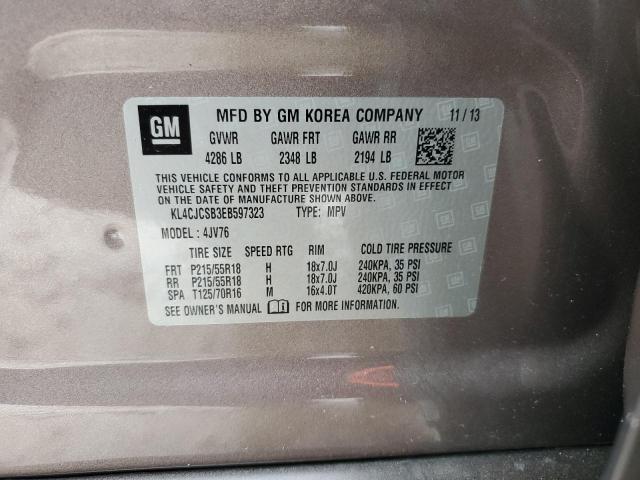 GM MFD BY GM KOREA COMPANY 11 / 13
GVWR GAWR FRT GAWR RR
4286 LB 2348 LB 2194 LB
THIS VEHICLE CONFORMS TO ALL APPLICABLE U.S. FEDERAL MOTOR
VEHICLE SAFETY AND THEFT PREVENTION STANDARDS IN EFFECT
ON THE DATE OF MANUFACTURE SHOWN ABOVE.
KL4CJCSB3EB597323 TYPE: MPV
MODEL : 4JV76
TIRE SIZE SPEED RTG RIM COLD TIRE PRESSURE
FRT P215/55R18 H 18x7.0J 240KPA, 35 PSI
RR P215/55R18 H 18x7.0J 240KPA, 35 PSI
SPA T125/70R16 M 16x4.0T 420KPA, 60 PSI
SEE OWNER'S MANUAL FOR MORE INFORMATION.